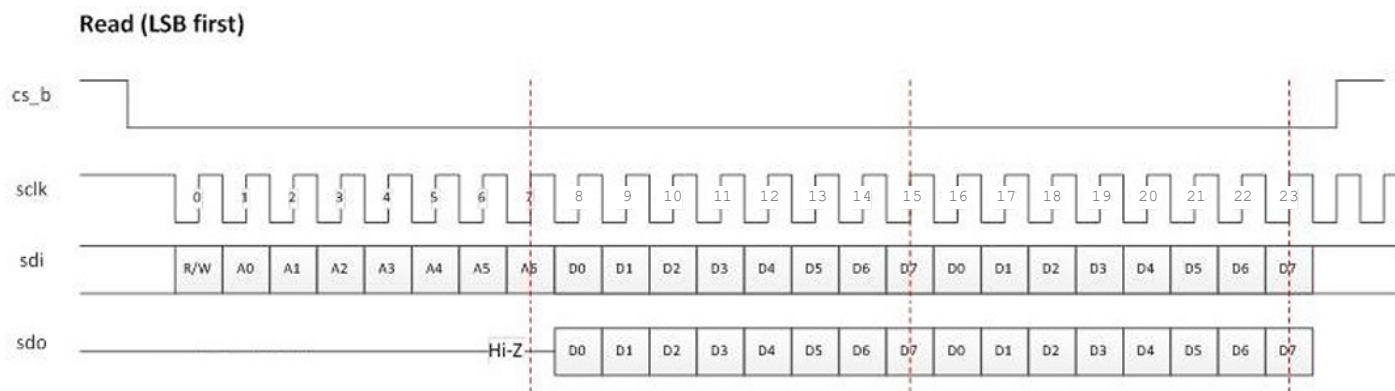 Read (LSB first)
cs_b
sclk 0 1 2 3 4 5 6 7 8 9 10 11 12 13 14 15 16 17 18 19 20 21 22 23
sdi R/W A0 A1 A2 A3 A4 A5 A6 D0 D1 D2 D3 D4 D5 D6 D7 D0 D1 D2 D3 D4 D5 D6 D7
sdo Hi-Z D0 D1 D2 D3 D4 D5 D6 D7 D0 D1 D2 D3 D4 D5 D6 D7